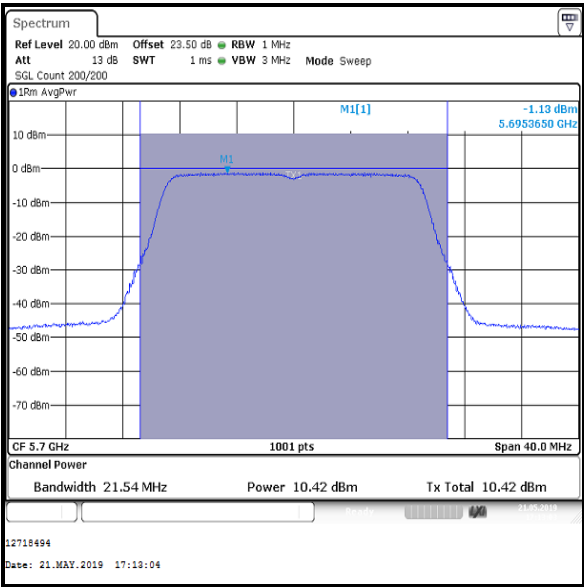 Spectrum
Ref Level 20.00 dBm Offset 23.50 dB RBW 1 MHz
Att 13 dB SWT 1 ms VBW 3 MHz Mode Sweep
SGL Count 200/200
1Rm AvgPwr
M1[1] -1.13 dBm
5.6953650 GHz
10 dBm
M1
0 dBm
-10 dBm
-20 dBm
-30 dBm
-40 dBm
-50 dBm
-60 dBm
-70 dBm
CF 5.7 GHz 1001 pts Span 40.0 MHz
Channel Power
Bandwidth 21.54 MHz Power 10.42 dBm Tx Total 10.42 dBm
Ready 21.05.2019
12718494
Date: 21.MAY.2019 17:13:04